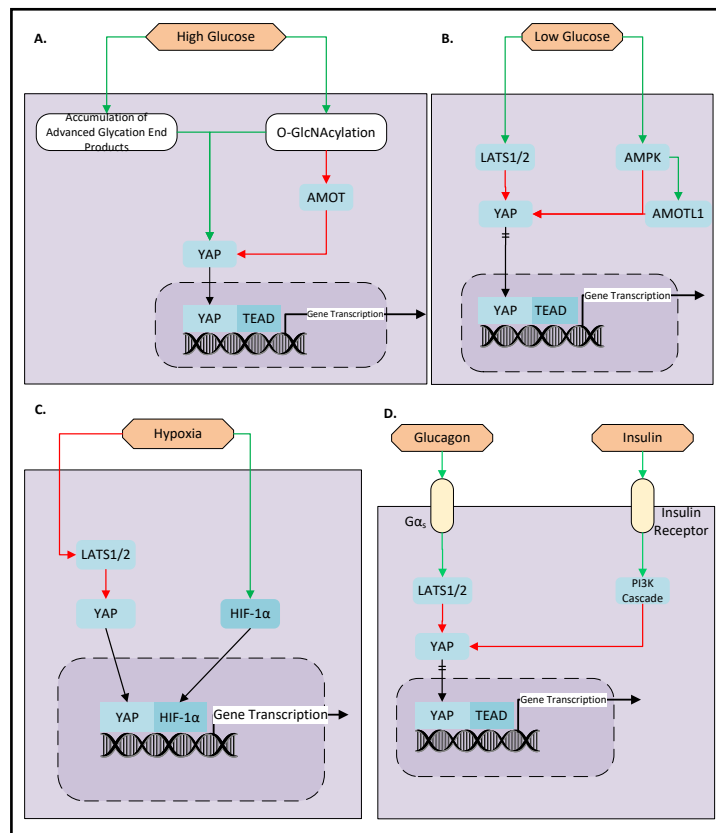 A.
High Glucose
Accumulation of
Advanced Glycation End
Products
O-GlcNAcylation
AMOT
YAP
YAP
TEAD
Gene Transcription
B.
Low Glucose
LATS1/2
AMPK
YAP
AMOTL1
YAP
TEAD
Gene Transcription
C.
Hypoxia
LATS1/2
YAP
HIF-1α
YAP
HIF-1α
Gene Transcription
D.
Glucagon
Insulin
Gαs
Insulin
Receptor
LATS1/2
PI3K
Cascade
YAP
YAP
TEAD
Gene Transcription